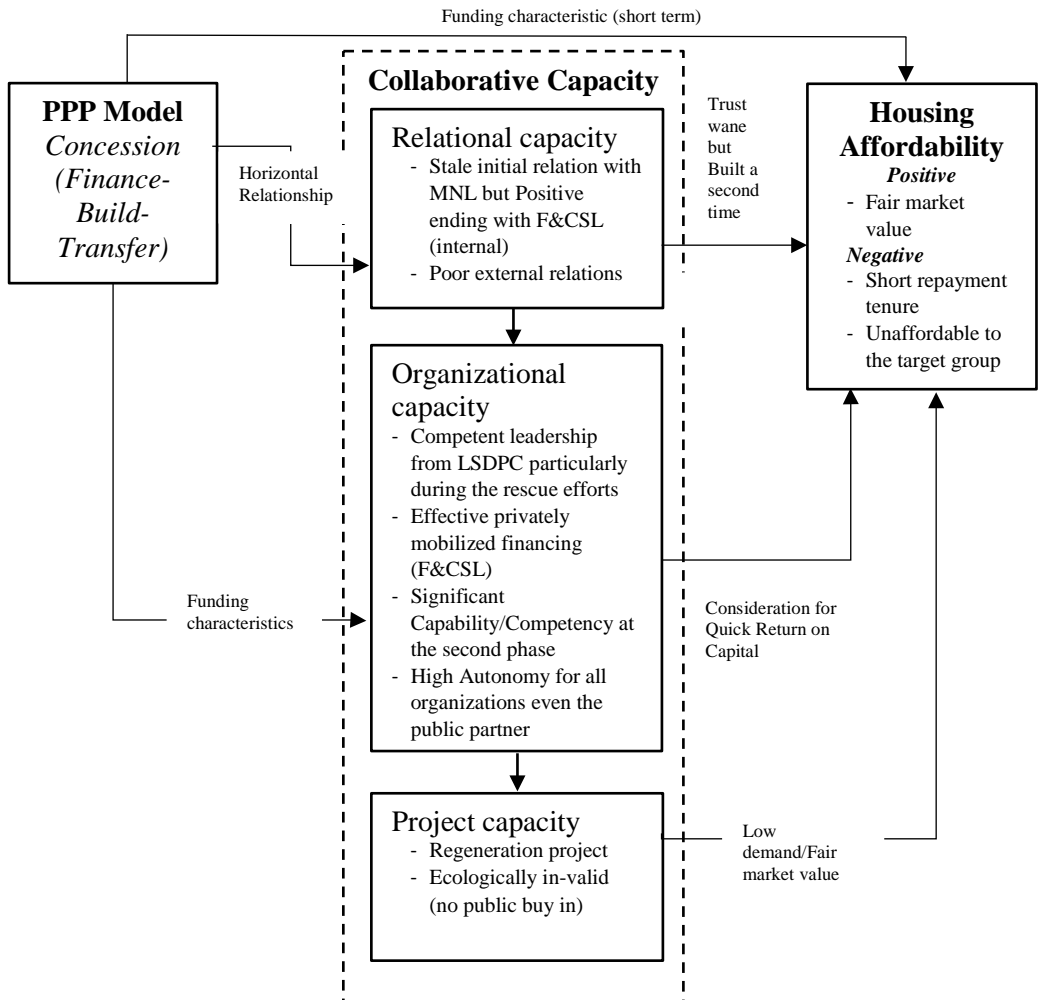 Funding characteristic (short term)
PPP Model
Concession
(Finance-
Build-
Transfer)
Horizontal
Relationship
Funding
characteristics
Collaborative Capacity
Relational capacity
- Stale initial relation with
MNL but Positive
ending with F&CSL
(internal)
- Poor external relations
Organizational
capacity
- Competent leadership
from LSDPC particularly
during the rescue efforts
- Effective privately
mobilized financing
(F&CSL)
- Significant
Capability/Competency at
the second phase
- High Autonomy for all
organizations even the
public partner
Project capacity
- Regeneration project
- Ecologically in-valid
(no public buy in)
Trust
wane
but
Built a
second
time
Consideration for
Quick Return on
Capital
Low
demand/Fair
market value
Housing
Affordability
Positive
- Fair market
value
Negative
- Short repayment
tenure
- Unaffordable to
the target group